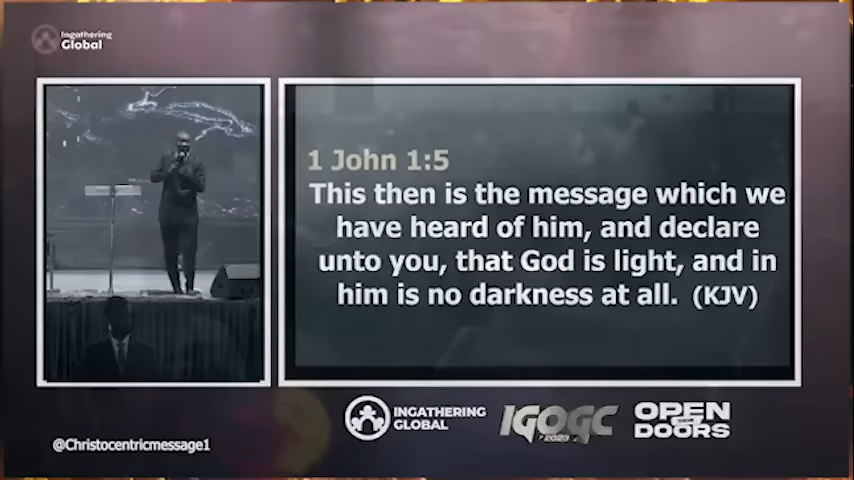 Ingathering
Global
1 John 1:5
This then is the message which we
have heard of him, and declare
unto you, that God is light, and in
him is no darkness at all. (KJV)
INGATHERING
GLOBAL
IGOGC
2023
OPEN
DOORS
@Christocentricmessage1